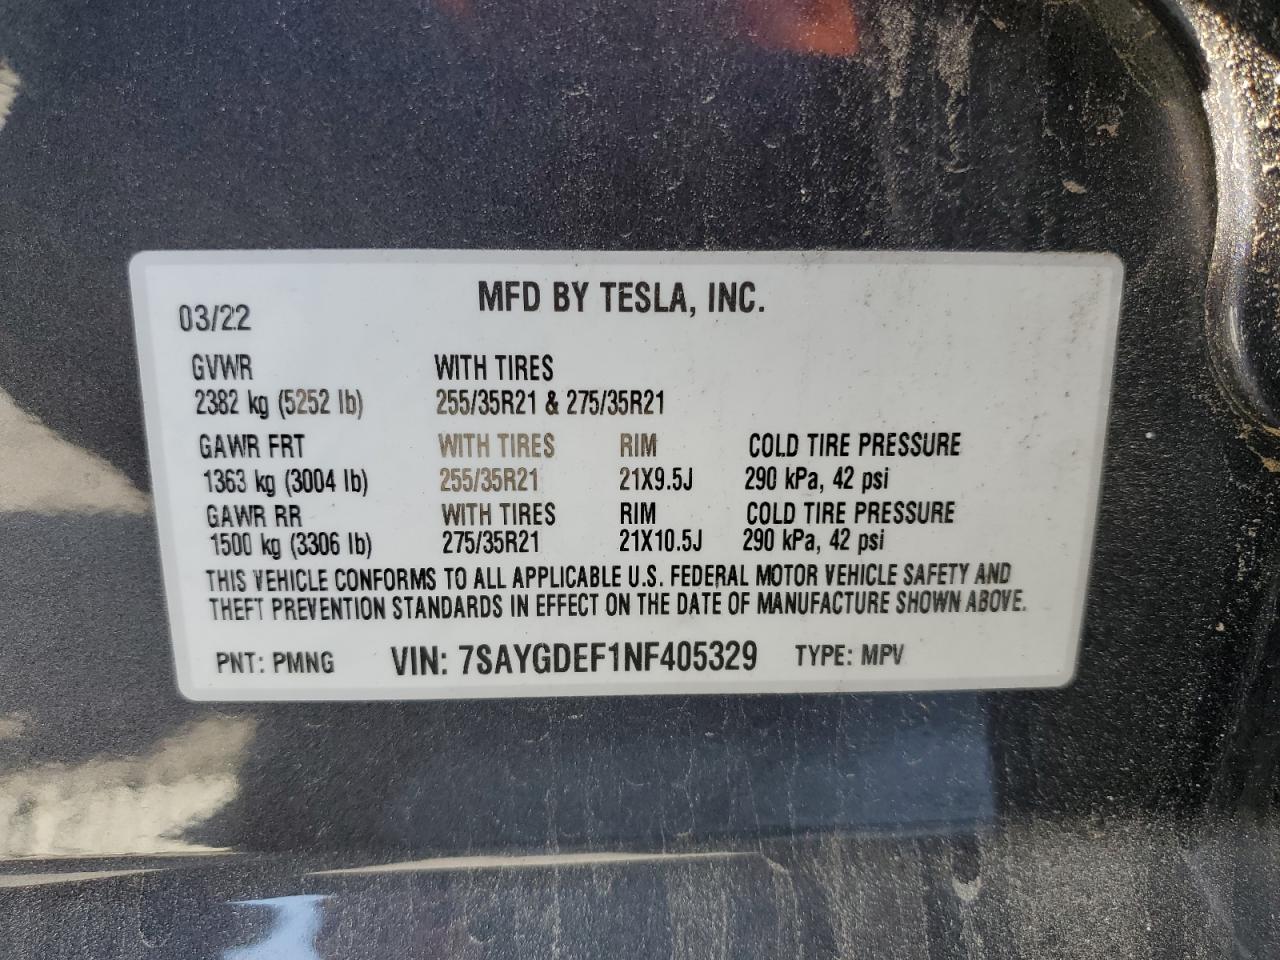 MFD BY TESLA, INC.
03/22
GVWR WITH TIRES
2382 kg (5252 lb) 255/35R21 & 275/35R21
GAWR FRT WITH TIRES RIM COLD TIRE PRESSURE
1363 kg (3004 lb) 255/35R21 21X9.5J 290 kPa, 42 psi
GAWR RR WITH TIRES RIM COLD TIRE PRESSURE
1500 kg (3306 lb) 275/35R21 21X10.5J 290 kPa, 42 psi
THIS VEHICLE CONFORMS TO ALL APPLICABLE U.S. FEDERAL MOTOR VEHICLE SAFETY AND
THEFT PREVENTION STANDARDS IN EFFECT ON THE DATE OF MANUFACTURE SHOWN ABOVE.
PNT: PMNG VIN: 7SAYGDEF1NF405329 TYPE: MPV